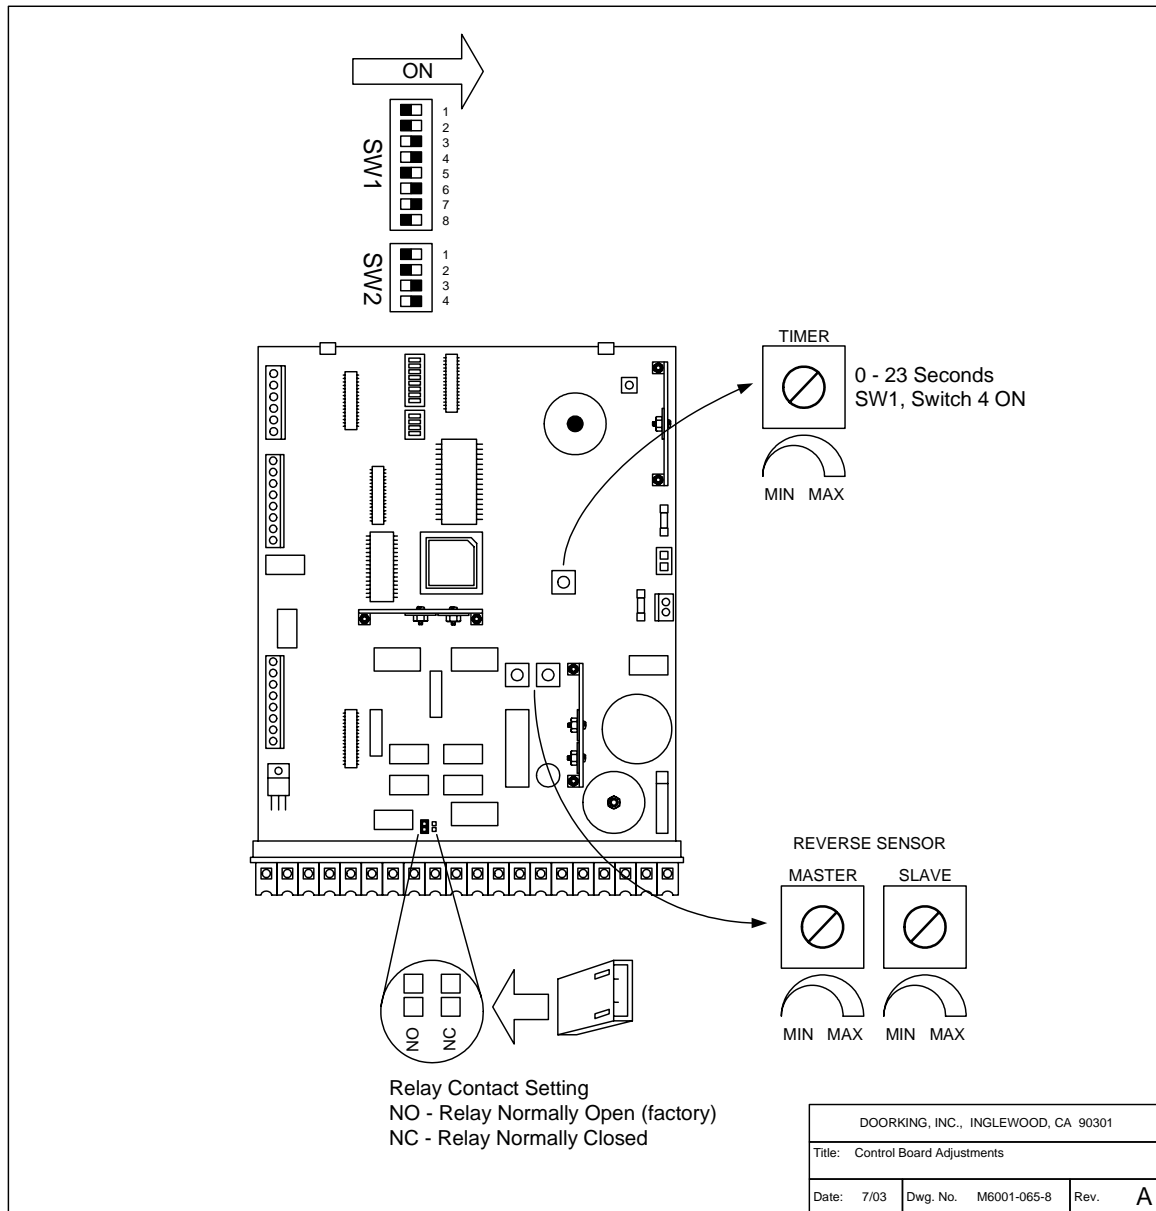 ON
SW1
1
2
3
4
5
6
7
8
SW2
1
2
3
4
TIMER
0 - 23 Seconds
SW1, Switch 4 ON
MIN MAX
REVERSE SENSOR
MASTER SLAVE
MIN MAX MIN MAX
NO NC
Relay Contact Setting
NO - Relay Normally Open (factory)
NC - Relay Normally Closed
DOORKING, INC., INGLEWOOD, CA 90301
Title: Control Board Adjustments
Date: 7/03 Dwg. No. M6001-065-8 Rev. A